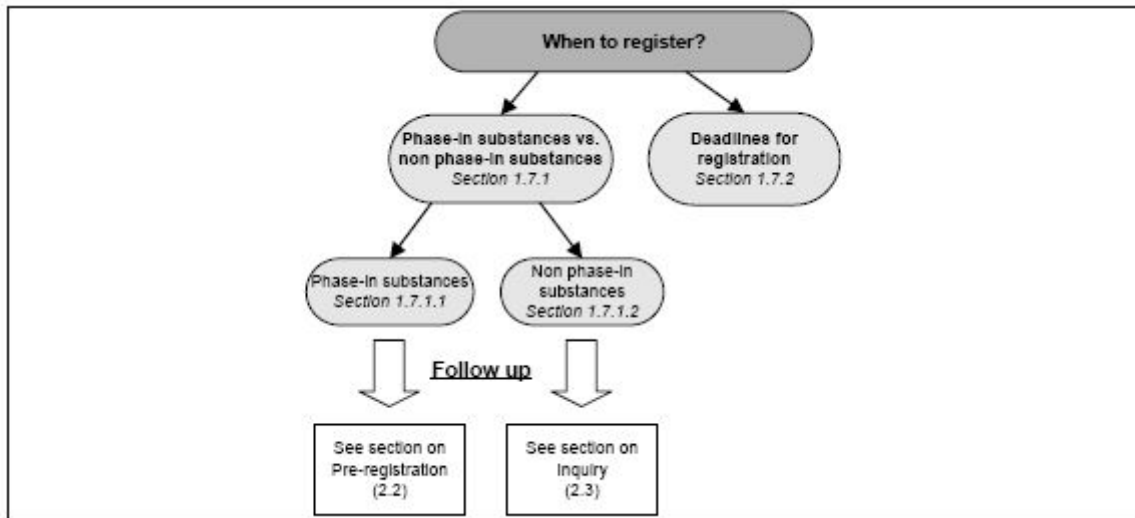 When to register?
Phase-in substances vs.
non phase-in substances
Section 1.7.1
Deadlines for
registration
Section 1.7.2
Phase-in substances
Section 1.7.1.1
Non phase-in
substances
Section 1.7.1.2
Follow up
See section on
Pre-registration
(2.2)
See section on
Inquiry
(2.3)